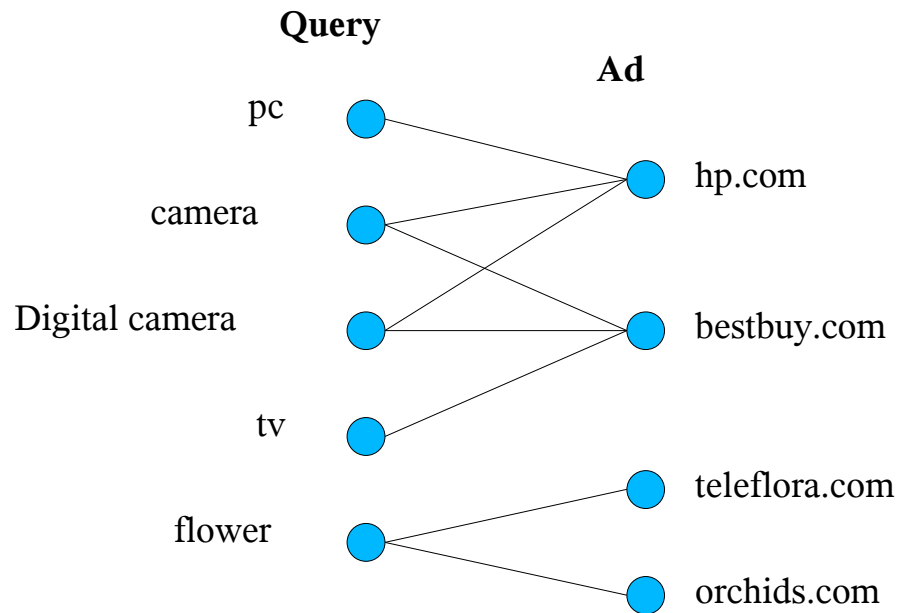 Query
Ad
pc
hp.com
camera
Digital camera
bestbuy.com
tv
teleflora.com
flower
orchids.com